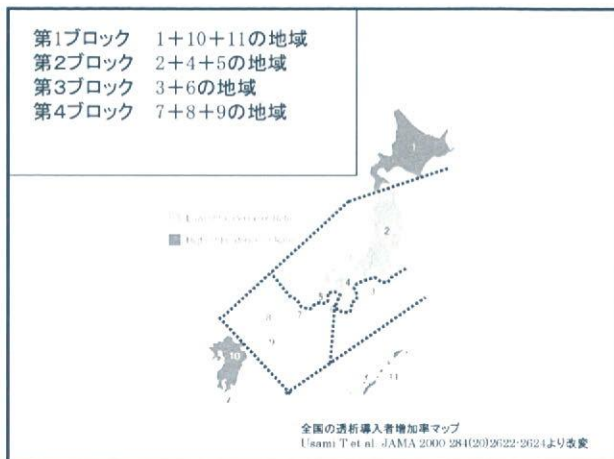 第1ブロック 1+10+11の地域
第2ブロック 2+4+5の地域
第3ブロック 3+6の地域
第4ブロック 7+8+9の地域
1
2
4
3
5
7
8
9
10
11
全国の透析導入者増加率マップ
Usami T et al. JAMA 2000 284(20)2622-2624より改変